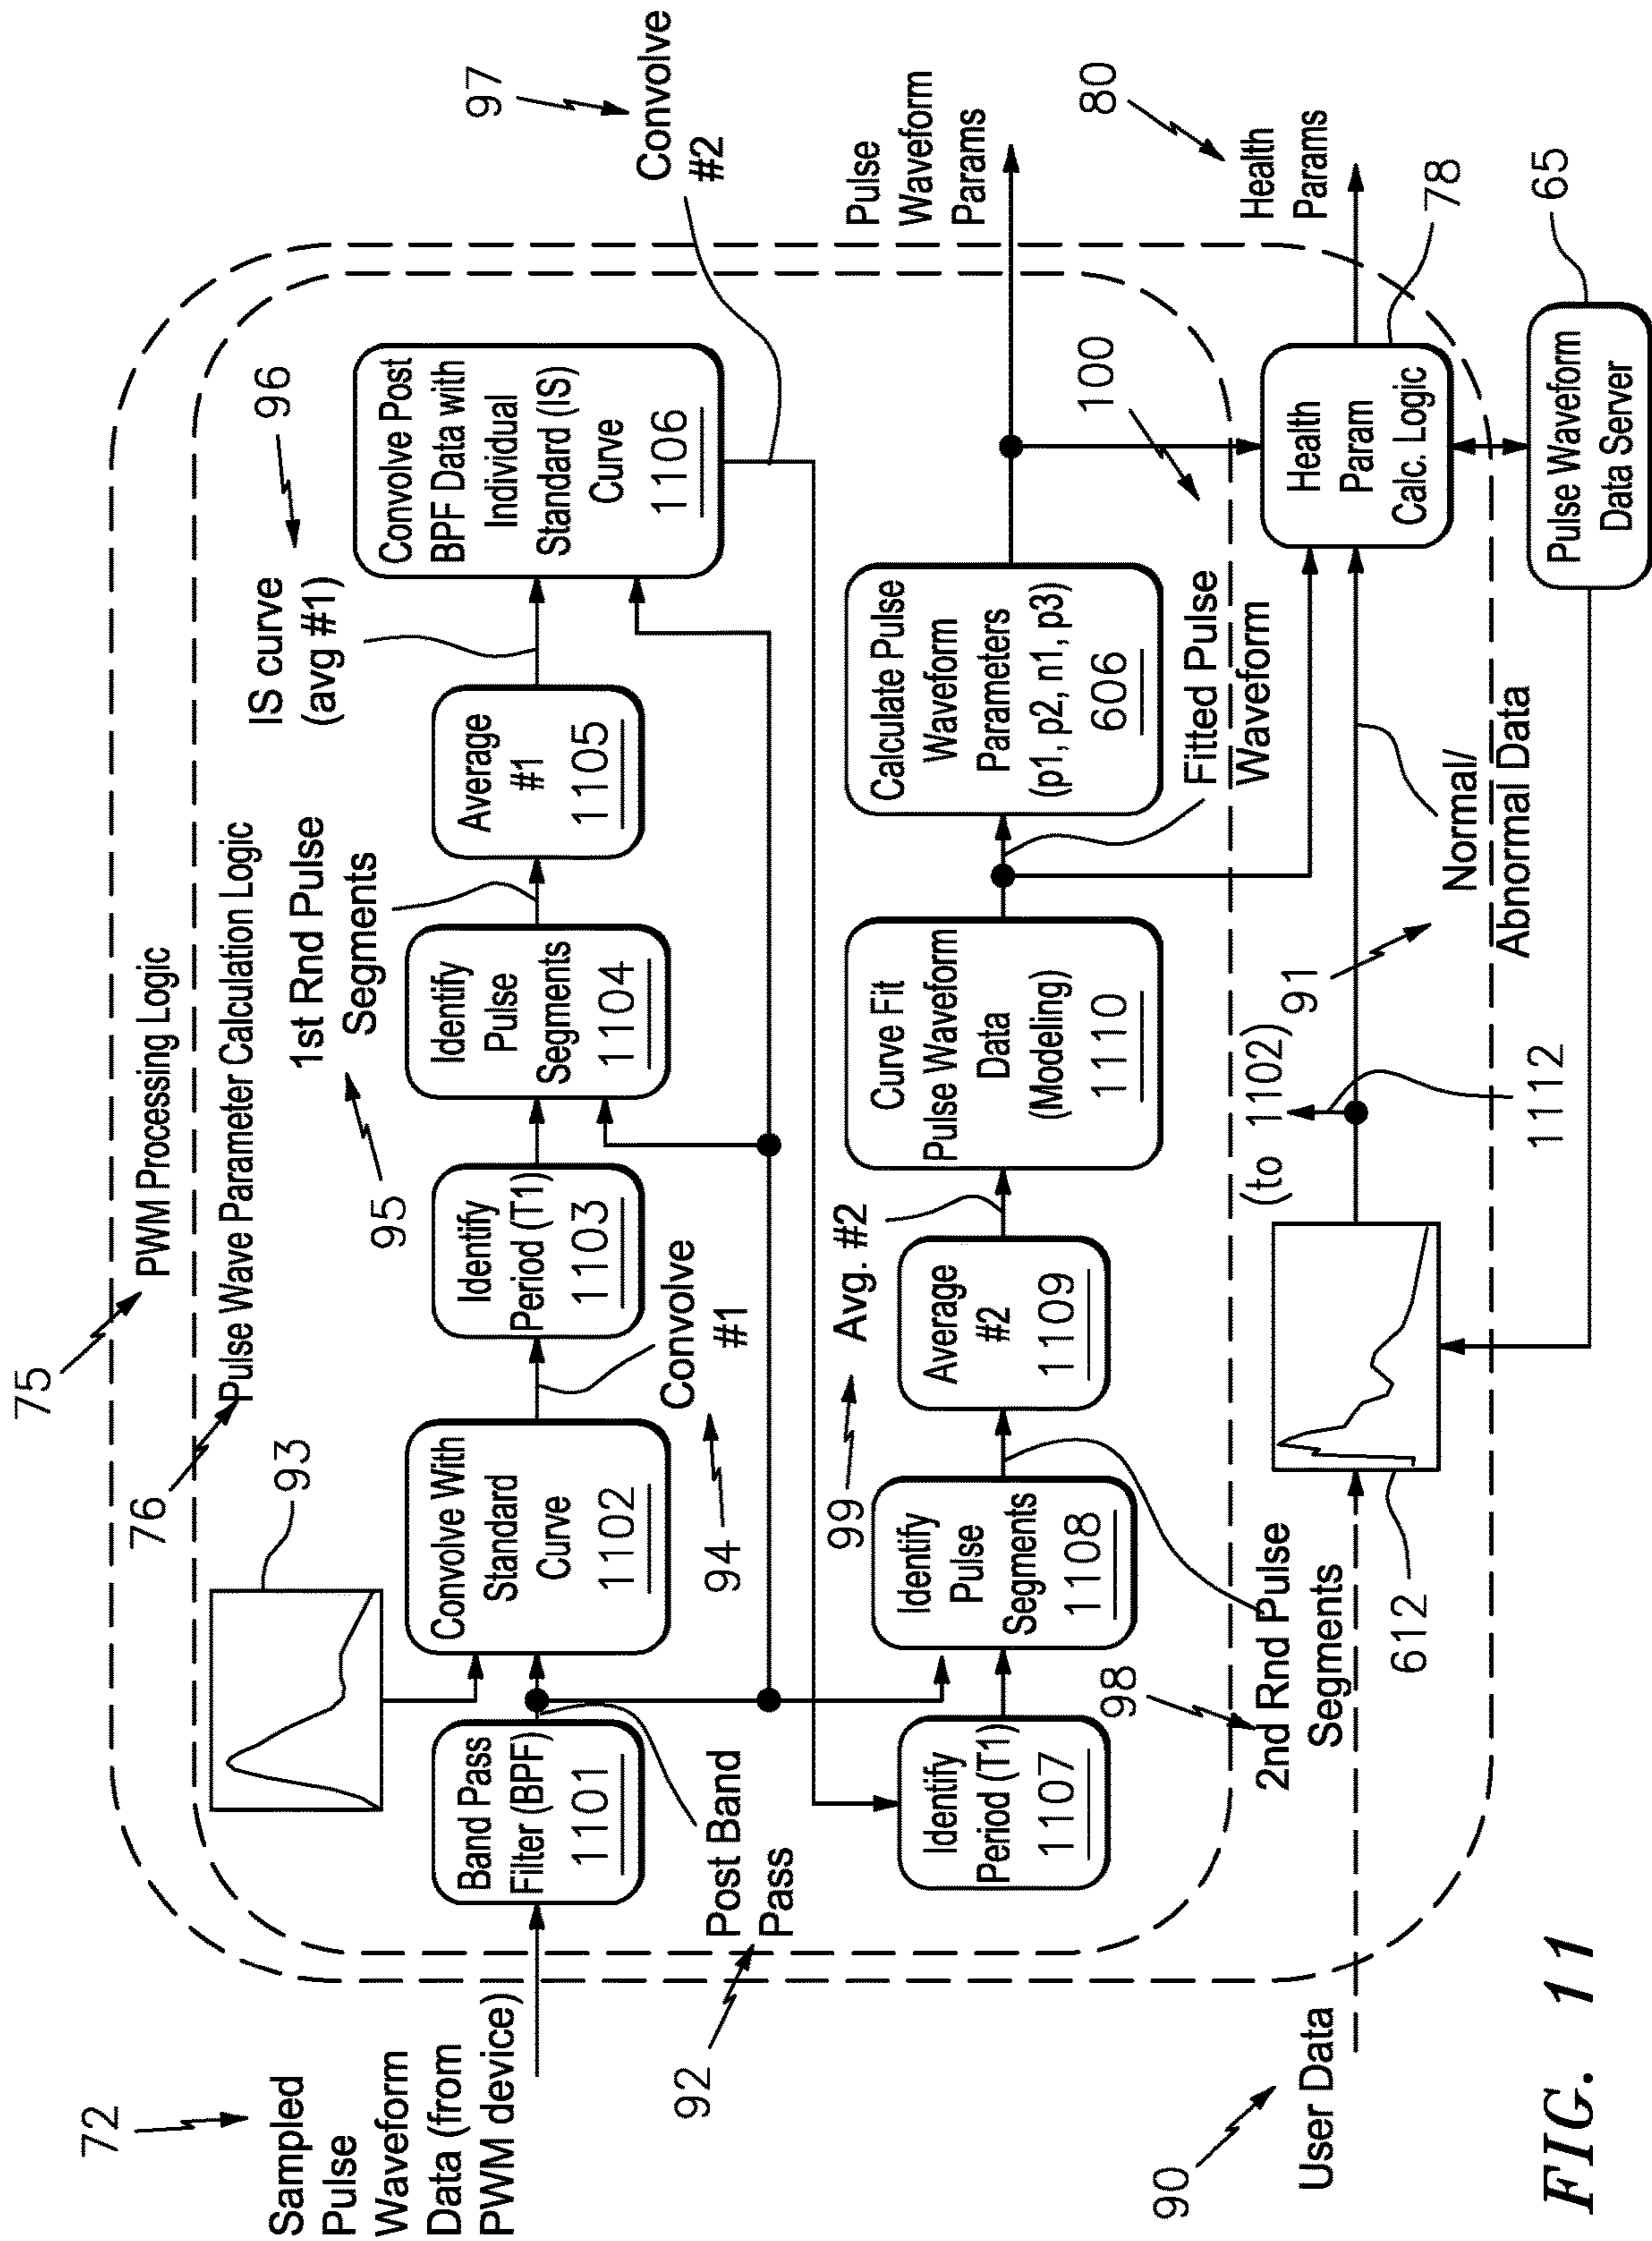 75
PWM Processing Logic
76
Pulse Wave Parameter Calculation Logic
72
Sampled
Pulse
Waveform
Data (from
PWM device)
93
Band Pass
Filter (BPF)
1101
92
Post Band
Pass
Convolve With
Standard
Curve
1102
94
Convolve
#1
Identify
Period (T1)
1103
Identify
Pulse
Segments
1104
95
1st Rnd Pulse
Segments
Average
#1
1105
96
IS curve
(avg #1)
Convolve Post
BPF Data with
Individual
Standard (IS)
Curve
1106
97
Convolve
#2
Identify
Period (T1)
1107
Identify
Pulse
Segments
1108
98
2nd Rnd Pulse
Segments
Average
#2
1109
99
Avg. #2
Curve Fit
Pulse Waveform
Data
(Modeling)
1110
Calculate Pulse
Waveform
Parameters
(p1, p2, n1, p3)
606
100
Fitted Pulse
Waveform
Pulse
Waveform
Params
80
Health
Params
90
User Data
612
(to 1102)
1112
91
Normal/
Abnormal Data
Health
Param
Calc. Logic
78
Pulse Waveform
Data Server
65
FIG. 11